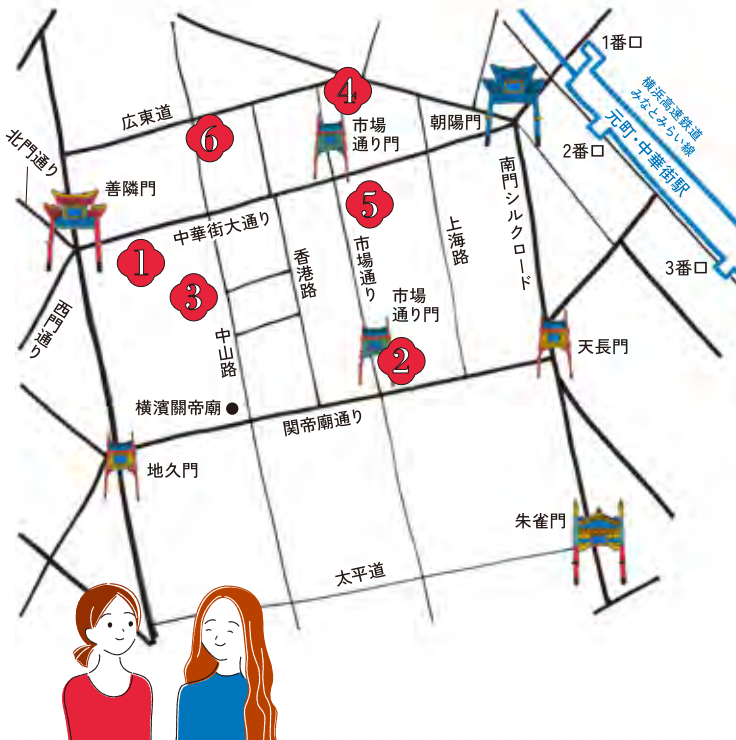 1番口
横浜高速鉄道
みなとみらい線
元町・中華街駅
2番口
3番口
4
広東道
6
市場
通り門
朝陽門
北門通り
善隣門
5
南門シルクロード
中華街大通り
1
3
香港路
市場通り
上海路
西門通り
市場
通り門
中山路
2
天長門
横濱關帝廟
関帝廟通り
地久門
朱雀門
太平道